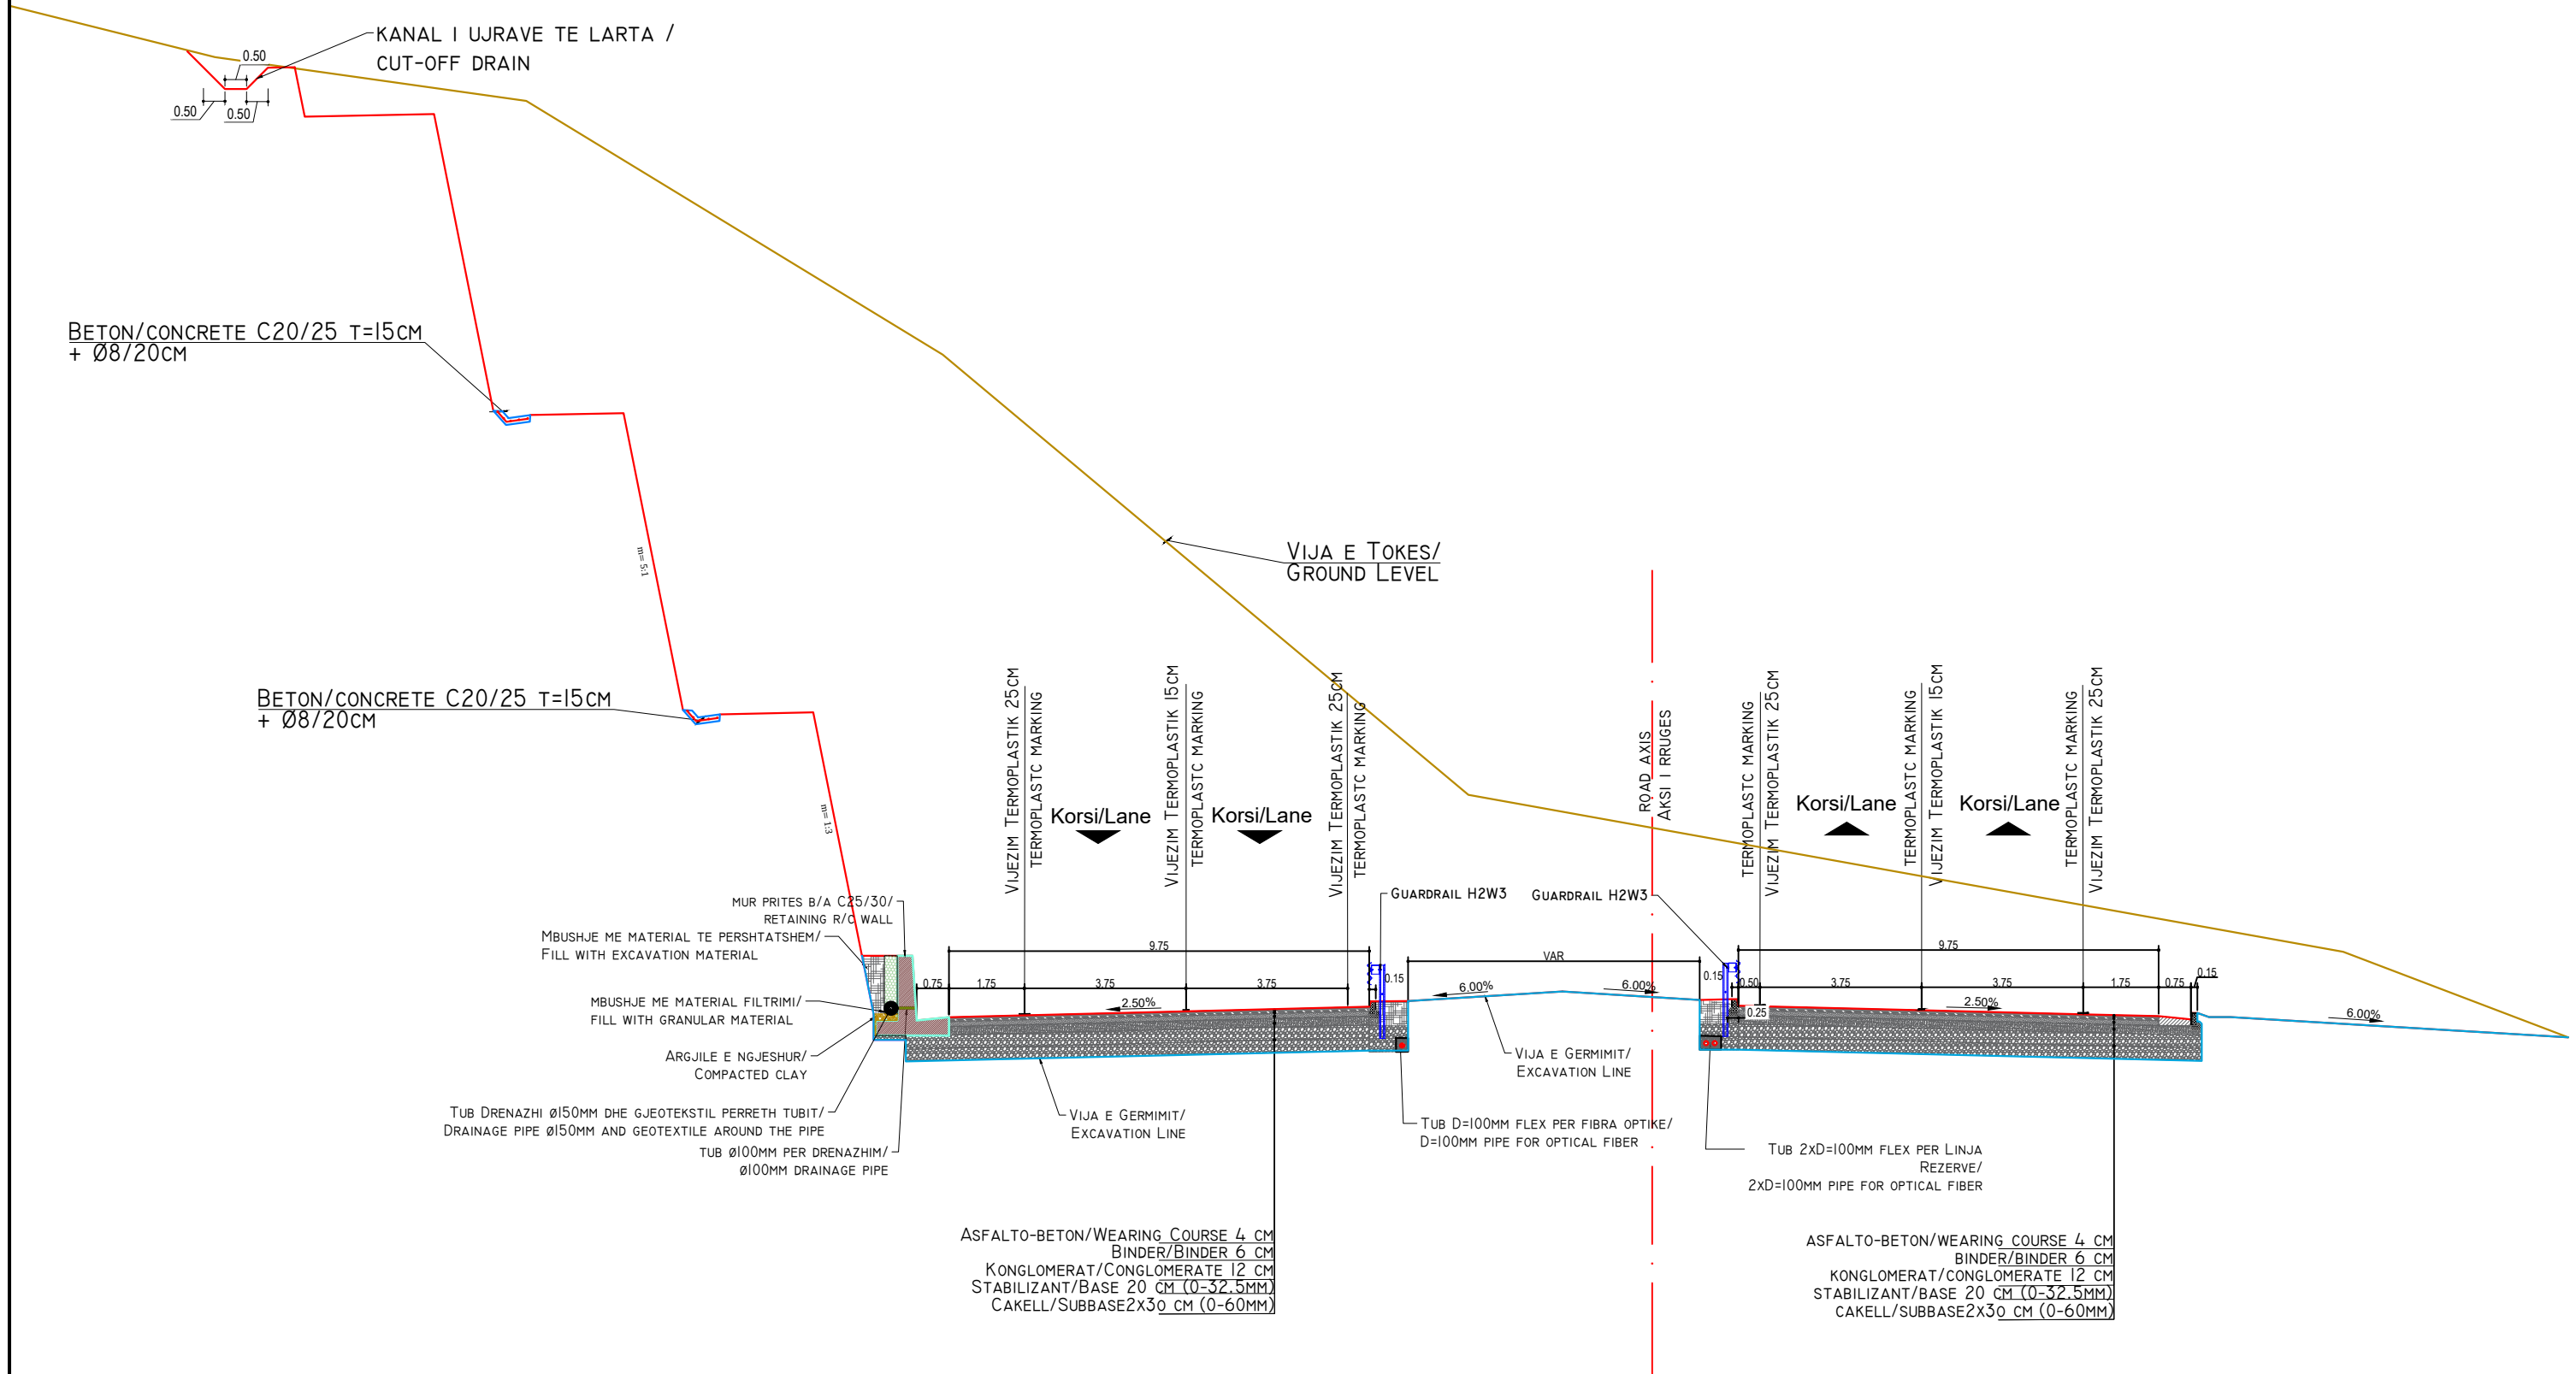 KANAL I UJRAVE TE LARTA /
CUT-OFF DRAIN
0.50
0.50
0.50
BETON/CONCRETE C20/25 T=15CM
+ Ø8/20CM
m= 5:1
VIJA E TOKES/
GROUND LEVEL
BETON/CONCRETE C20/25 T=15CM
+ Ø8/20CM
m= 1:3
VIJEZIM TERMOPLASTIK 25CM
TERMOPLASTC MARKING
Korsi/Lane
VIJEZIM TERMOPLASTIK 15CM
TERMOPLASTC MARKING
Korsi/Lane
VIJEZIM TERMOPLASTIK 25CM
TERMOPLASTC MARKING
ROAD AXIS
AKSI I RRUGES
TERMOPLASTC MARKING
VIJEZIM TERMOPLASTIK 25CM
Korsi/Lane
TERMOPLASTC MARKING
VIJEZIM TERMOPLASTIK 15CM
Korsi/Lane
TERMOPLASTC MARKING
VIJEZIM TERMOPLASTIK 25CM
MUR PRITES B/A C25/30/
RETAINING R/C WALL
GUARDRAIL H2W3
GUARDRAIL H2W3
MBUSHJE ME MATERIAL TE PERSHTATSHEM/
FILL WITH EXCAVATION MATERIAL
9.75
VAR
9.75
0.75
1.75
3.75
3.75
0.15
0.15
0.50
3.75
3.75
1.75
0.75
0.15
MBUSHJE ME MATERIAL FILTRIMI/
FILL WITH GRANULAR MATERIAL
2.50%
6.00%
6.00%
0.25
2.50%
6.00%
ARGJILE E NGJESHUR/
COMPACTED CLAY
VIJA E GERMIMIT/
EXCAVATION LINE
TUB DRENAZHI Ø150MM DHE GJEOTEKSTIL PERRETH TUBIT/
DRAINAGE PIPE Ø150MM AND GEOTEXTILE AROUND THE PIPE
VIJA E GERMIMIT/
EXCAVATION LINE
TUB D=100MM FLEX PER FIBRA OPTIKE/
D=100MM PIPE FOR OPTICAL FIBER
TUB Ø100MM PER DRENAZHIM/
Ø100MM DRAINAGE PIPE
TUB 2XD=100MM FLEX PER LINJA
REZERVE/
2XD=100MM PIPE FOR OPTICAL FIBER
ASFALTO-BETON/WEARING COURSE 4 CM
BINDER/BINDER 6 CM
KONGLOMERAT/CONGLOMERATE 12 CM
STABILIZANT/BASE 20 CM (0-32.5MM)
CAKELL/SUBBASE2X30 CM (0-60MM)
ASFALTO-BETON/WEARING COURSE 4 CM
BINDER/BINDER 6 CM
KONGLOMERAT/CONGLOMERATE 12 CM
STABILIZANT/BASE 20 CM (0-32.5MM)
CAKELL/SUBBASE2X30 CM (0-60MM)